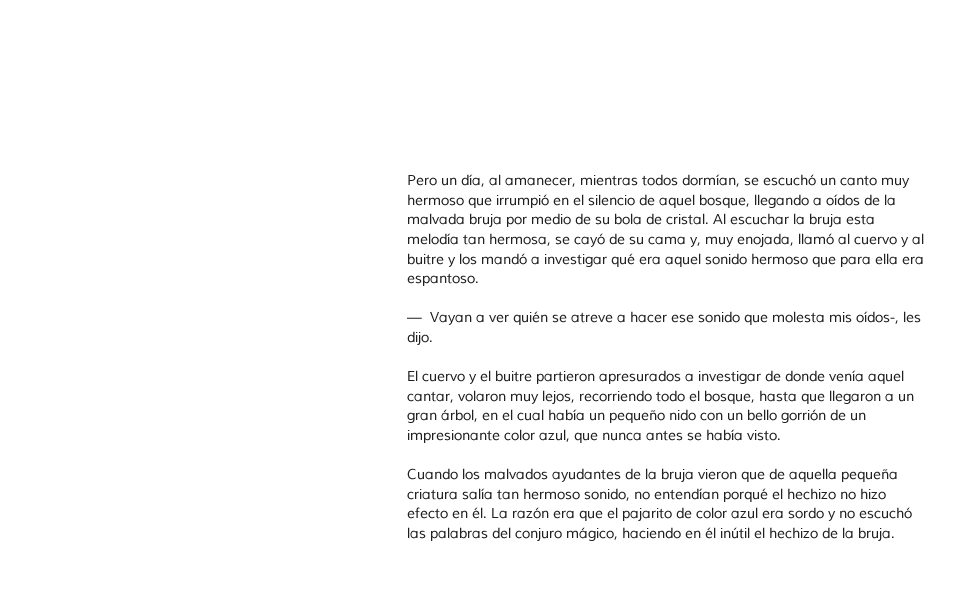 Pero un día, al amanecer, mientras todos dormían, se escuchó un canto muy
hermoso que irrumpió en el silencio de aquel bosque, llegando a oídos de la
malvada bruja por medio de su bola de cristal. Al escuchar la bruja esta
melodía tan hermosa, se cayó de su cama y, muy enojada, llamó al cuervo y al
buitre y los mandó a investigar qué era aquel sonido hermoso que para ella era
espantoso.
— Vayan a ver quién se atreve a hacer ese sonido que molesta mis oídos-, les
dijo.
El cuervo y el buitre partieron apresurados a investigar de donde venía aquel
cantar, volaron muy lejos, recorriendo todo el bosque, hasta que llegaron a un
gran árbol, en el cual había un pequeño nido con un bello gorrión de un
impresionante color azul, que nunca antes se había visto.
Cuando los malvados ayudantes de la bruja vieron que de aquella pequeña
criatura salía tan hermoso sonido, no entendían porqué el hechizo no hizo
efecto en él. La razón era que el pajarito de color azul era sordo y no escuchó
las palabras del conjuro mágico, haciendo en él inútil el hechizo de la bruja.